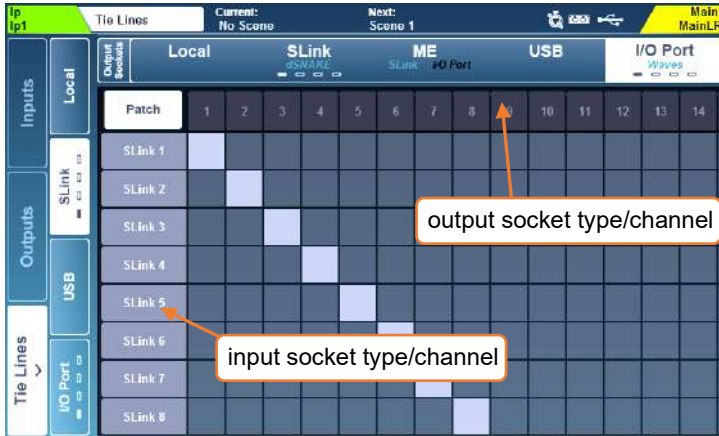 Ip
Ip1
Tie Lines
Current:
No Scene
Next:
Scene 1
Main
MainLR
Inputs
Outputs
Tie Lines
Local
SLink
USB
I/O Port
Output
Sockets
Local
SLink
dSNAKE
ME
SLink I/O Port
USB
I/O Port
Waves
Patch 1 2 3 4 5 6 7 8 9 10 11 12 13 14
SLink 1
SLink 2
SLink 3
SLink 4
SLink 5
SLink 6
SLink 7
SLink 8
output socket type/channel
input socket type/channel